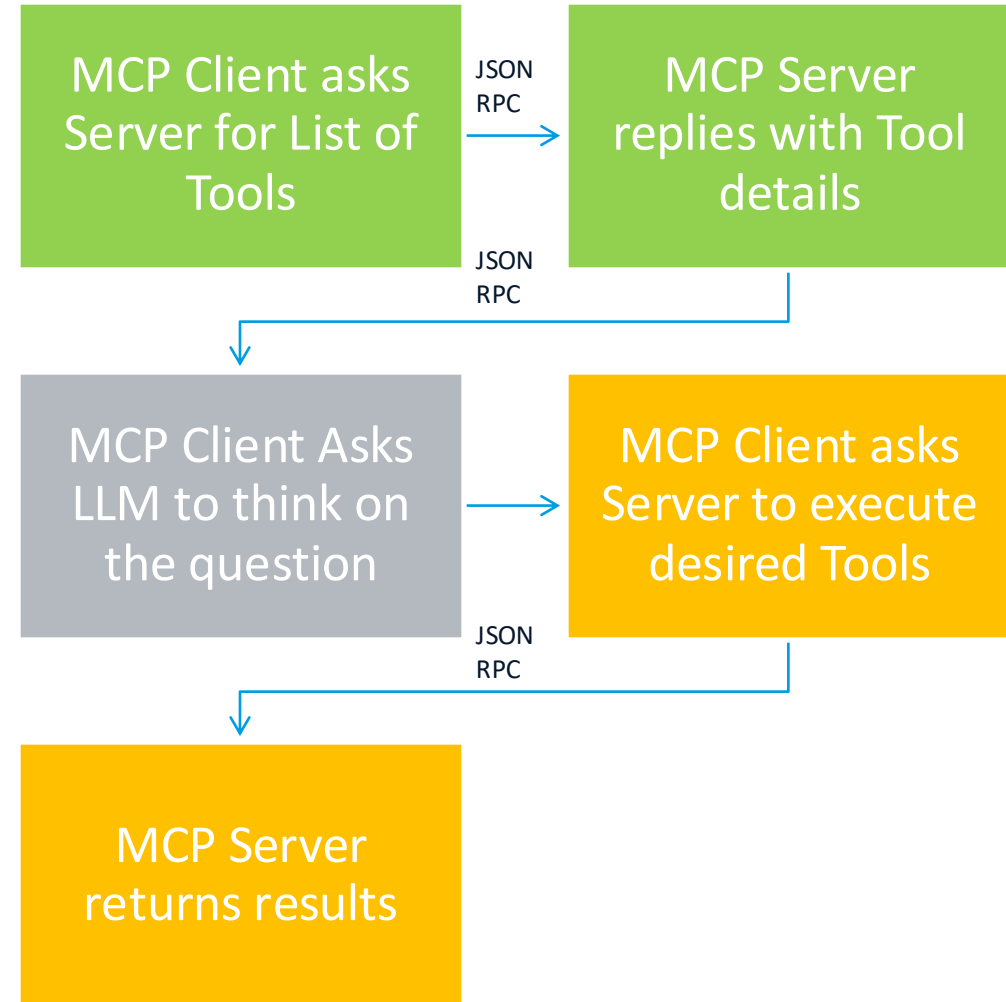 MCP Client asks
Server for List of
Tools
JSON
RPC
MCP Server
replies with Tool
details
JSON
RPC
MCP Client Asks
LLM to think on
the question
MCP Client asks
Server to execute
desired Tools
JSON
RPC
MCP Server
returns results